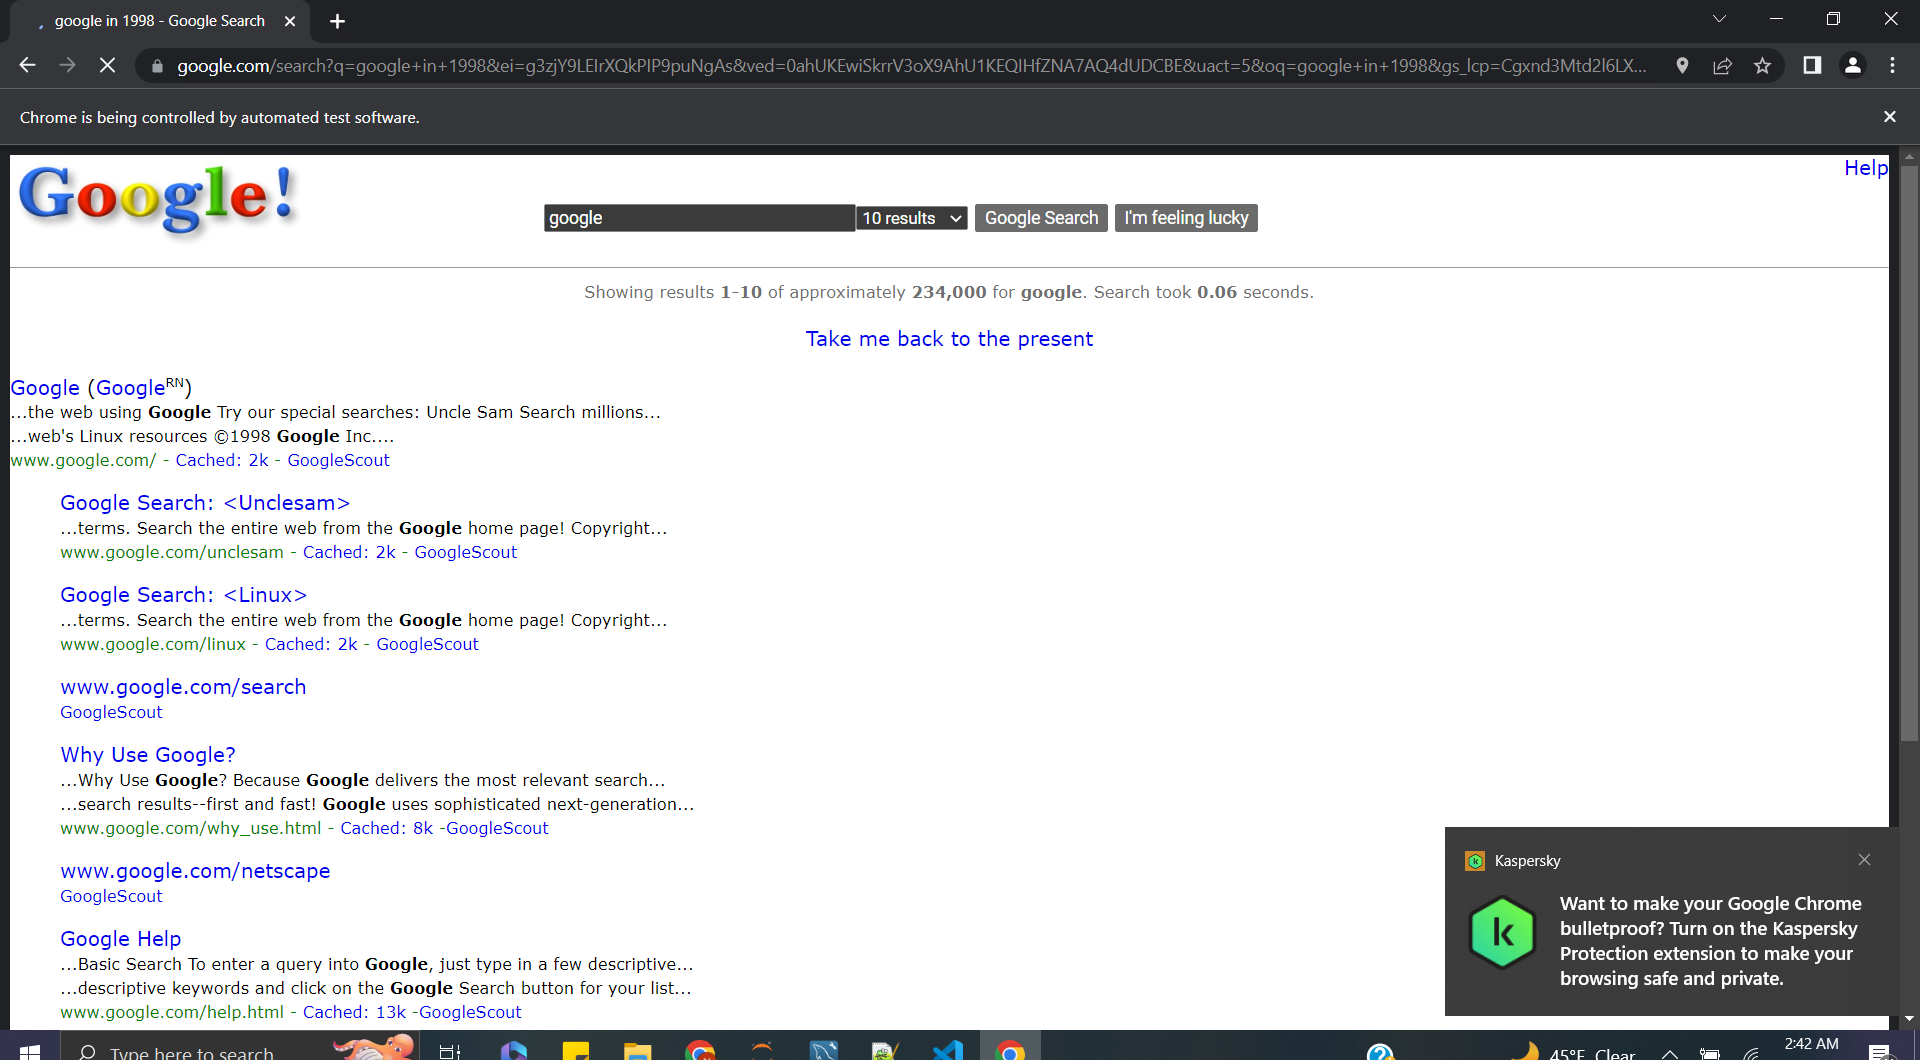 google in 1998 - Google Search
google.com/search?q=google+in+1998&ei=g3zjY9LEIrXQkPIP9puNgAs&ved=0ahUKEwiSkrrV3oX9AhU1KEQIHfZNA7AQ4dUDCBE&uact=5&oq=google+in+1998&gs_lcp=Cgxnd3Mtd2l6LX...
Chrome is being controlled by automated test software.
Google!
Help
google
10 results
Google Search
I'm feeling lucky
Showing results 1-10 of approximately 234,000 for google. Search took 0.06 seconds.
Take me back to the present
Google (GoogleRN)
...the web using Google Try our special searches: Uncle Sam Search millions...
...web's Linux resources ©1998 Google Inc....
www.google.com/ - Cached: 2k - GoogleScout
Google Search: <Unclesam>
...terms. Search the entire web from the Google home page! Copyright...
www.google.com/unclesam - Cached: 2k - GoogleScout
Google Search: <Linux>
...terms. Search the entire web from the Google home page! Copyright...
www.google.com/linux - Cached: 2k - GoogleScout
www.google.com/search
GoogleScout
Why Use Google?
...Why Use Google? Because Google delivers the most relevant search...
...search results--first and fast! Google uses sophisticated next-generation...
www.google.com/why_use.html - Cached: 8k -GoogleScout
www.google.com/netscape
GoogleScout
Google Help
...Basic Search To enter a query into Google, just type in a few descriptive...
...descriptive keywords and click on the Google Search button for your list...
www.google.com/help.html - Cached: 13k -GoogleScout
Kaspersky
Want to make your Google Chrome
bulletproof? Turn on the Kaspersky
Protection extension to make your
browsing safe and private.
Type here to search
45°F Clear
2:42 AM